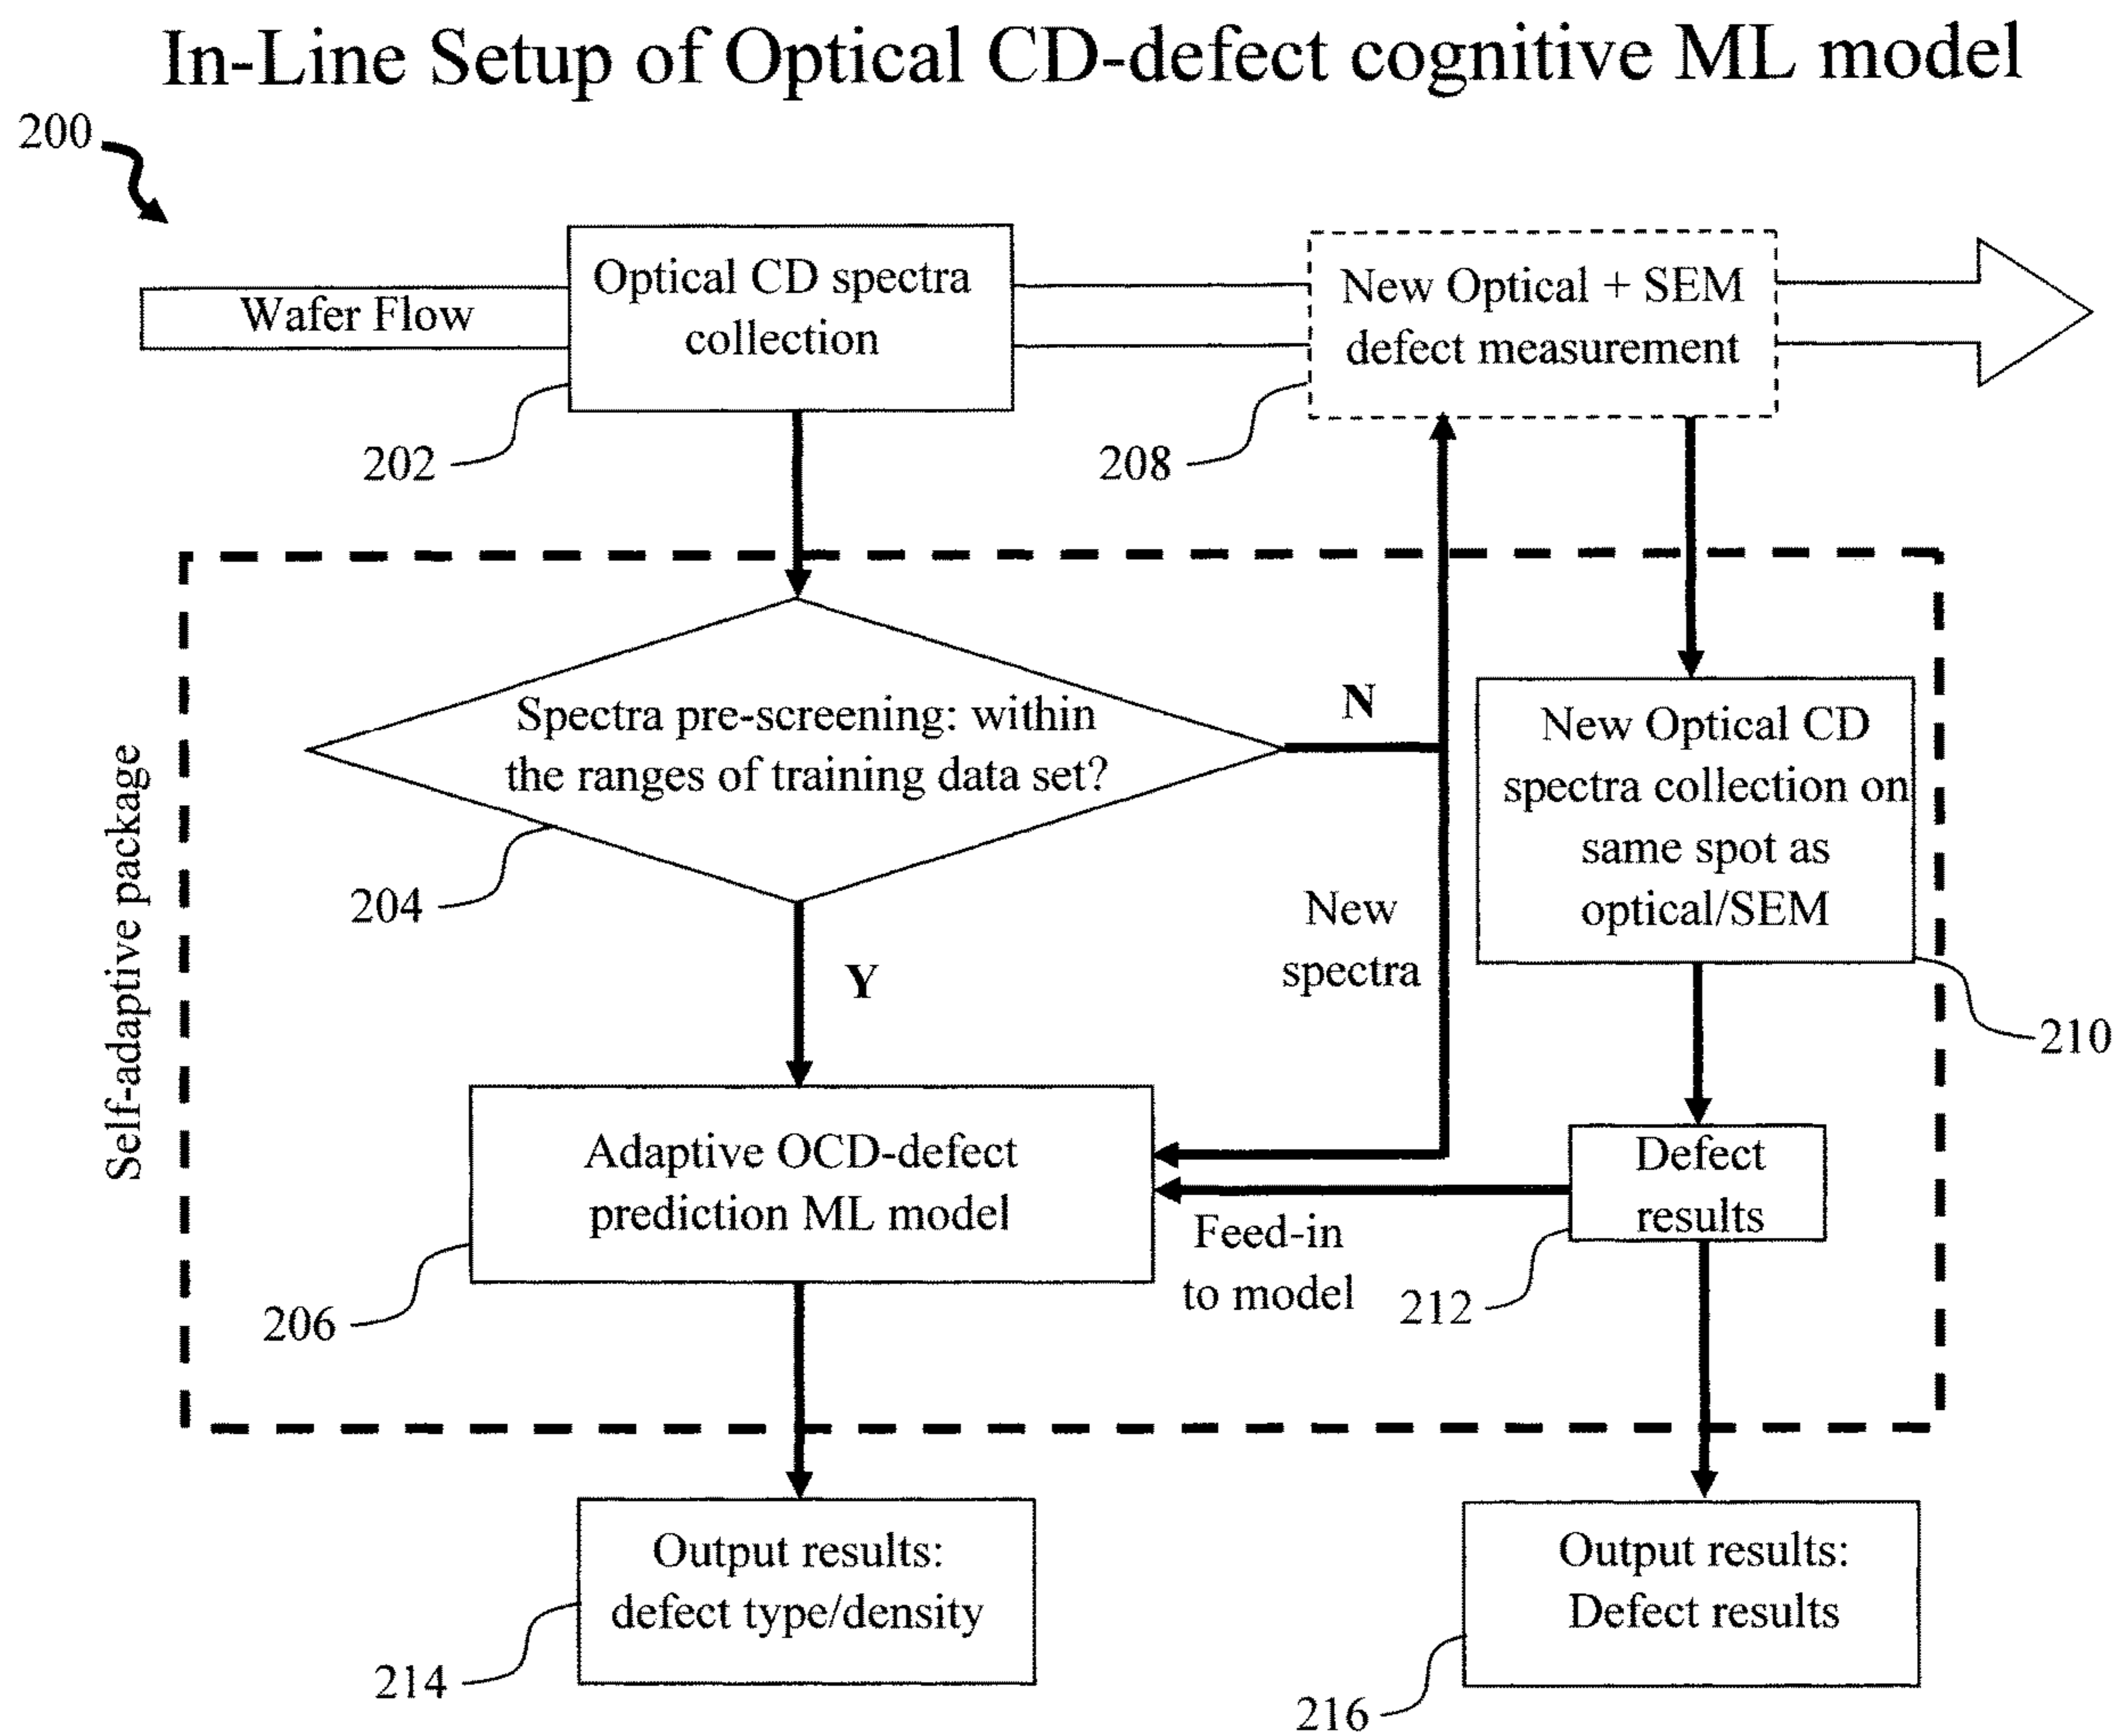 In-Line Setup of Optical CD-defect cognitive ML model
200
Wafer Flow
Optical CD spectra
collection
New Optical + SEM
defect measurement
202
208
Self-adaptive package
Spectra pre-screening: within
the ranges of training data set?
N
204
New
spectra
New Optical CD
spectra collection on
same spot as
optical/SEM
210
Y
Adaptive OCD-defect
prediction ML model
206
Feed-in
to model
Defect
results
212
Output results:
defect type/density
214
Output results:
Defect results
216